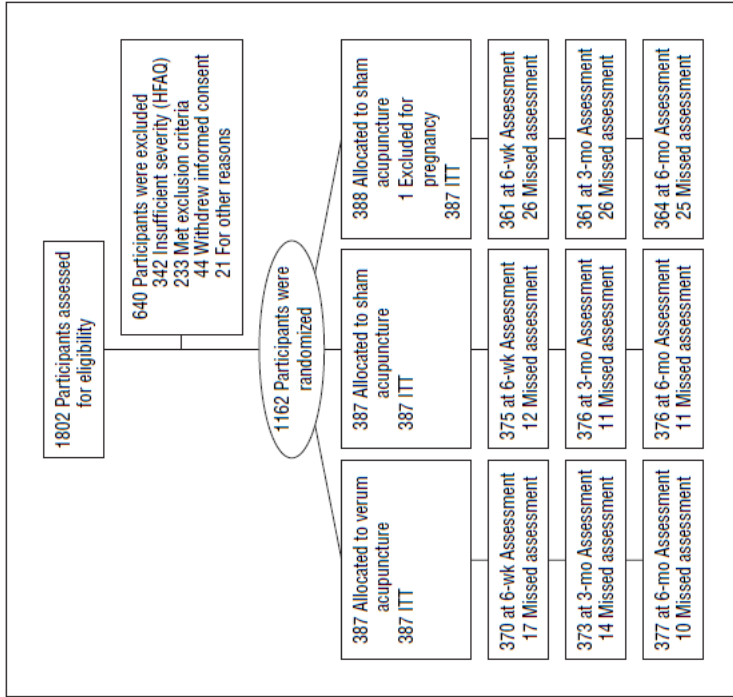 1802 Participants assessed
for eligibility
640 Participants were excluded
342 Insufficient severity (HFAQ)
233 Met exclusion criteria
44 Withdrew informed consent
21 For other reasons
1162 Participants were
randomized
387 Allocated to verum
acupuncture
387 ITT
387 Allocated to sham
acupuncture
387 ITT
388 Allocated to sham
acupuncture
1 Excluded for
pregnancy
387 ITT
370 at 6-wk Assessment
17 Missed assessment
375 at 6-wk Assessment
12 Missed assessment
361 at 6-wk Assessment
26 Missed assessment
373 at 3-mo Assessment
14 Missed assessment
376 at 3-mo Assessment
11 Missed assessment
361 at 3-mo Assessment
26 Missed assessment
377 at 6-mo Assessment
10 Missed assessment
376 at 6-mo Assessment
11 Missed assessment
364 at 6-mo Assessment
25 Missed assessment